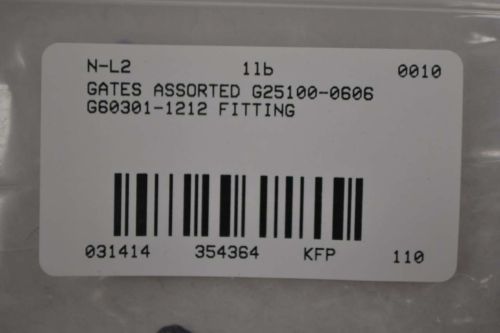 N-L2 1lb 0010
GATES ASSORTED G25100-0606
G60301-1212 FITTING
031414 354364 KFP 110